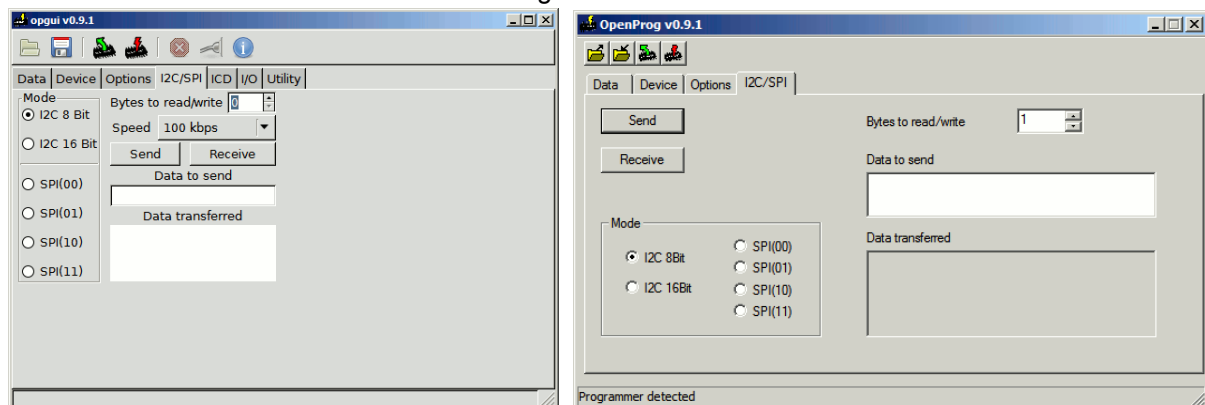 opgui v0.9.1
Data Device Options I2C/SPI ICD I/O Utility
Mode
I2C 8 Bit
I2C 16 Bit
SPI(00)
SPI(01)
SPI(10)
SPI(11)
Bytes to read/write 0
Speed 100 kbps
Send Receive
Data to send
Data transferred
OpenProg v0.9.1
Data Device Options I2C/SPI
Send
Receive
Bytes to read/write 1
Data to send
Mode
I2C 8Bit
I2C 16Bit
SPI(00)
SPI(01)
SPI(10)
SPI(11)
Data transferred
Programmer detected